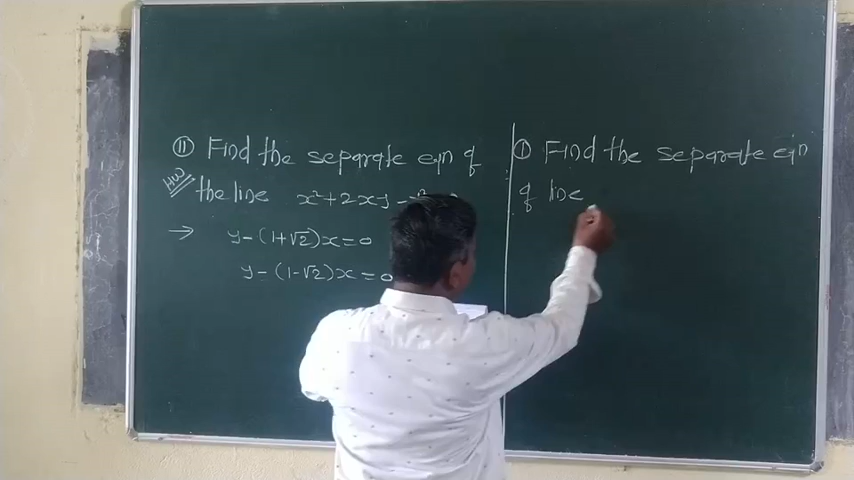 ⑪ Find the separate eqn of
HW the line x²+2xy-
→ y-(1+√2)x=0
y-(1-√2)x=0
① Find the separate eqn
of line